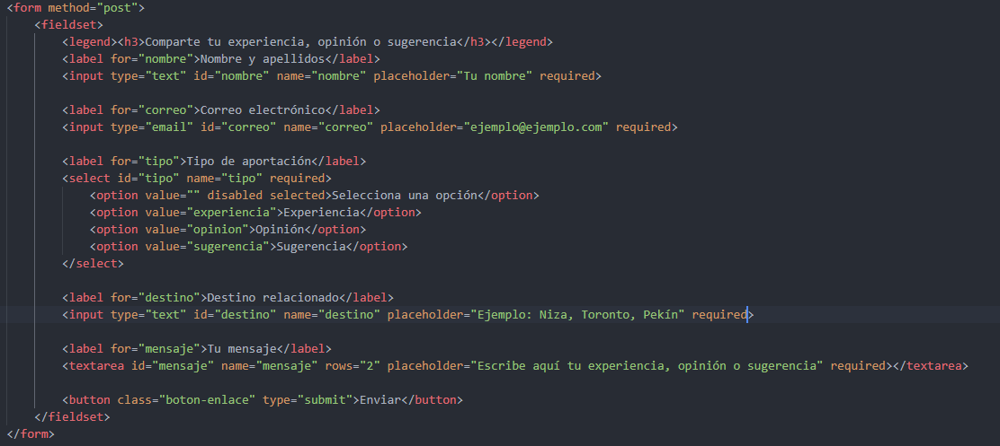 <form method="post">
<fieldset>
<legend><h3>Comparte tu experiencia, opinión o sugerencia</h3></legend>
<label for="nombre">Nombre y apellidos</label>
<input type="text" id="nombre" name="nombre" placeholder="Tu nombre" required>
<label for="correo">Correo electrónico</label>
<input type="email" id="correo" name="correo" placeholder="ejemplo@ejemplo.com" required>
<label for="tipo">Tipo de aportación</label>
<select id="tipo" name="tipo" required>
<option value="" disabled selected>Selecciona una opción</option>
<option value="experiencia">Experiencia</option>
<option value="opinion">Opinión</option>
<option value="sugerencia">Sugerencia</option>
</select>
<label for="destino">Destino relacionado</label>
<input type="text" id="destino" name="destino" placeholder="Ejemplo: Niza, Toronto, Pekín" required>
<label for="mensaje">Tu mensaje</label>
<textarea id="mensaje" name="mensaje" rows="2" placeholder="Escribe aquí tu experiencia, opinión o sugerencia" required></textarea>
<button class="boton-enlace" type="submit">Enviar</button>
</fieldset>
</form>